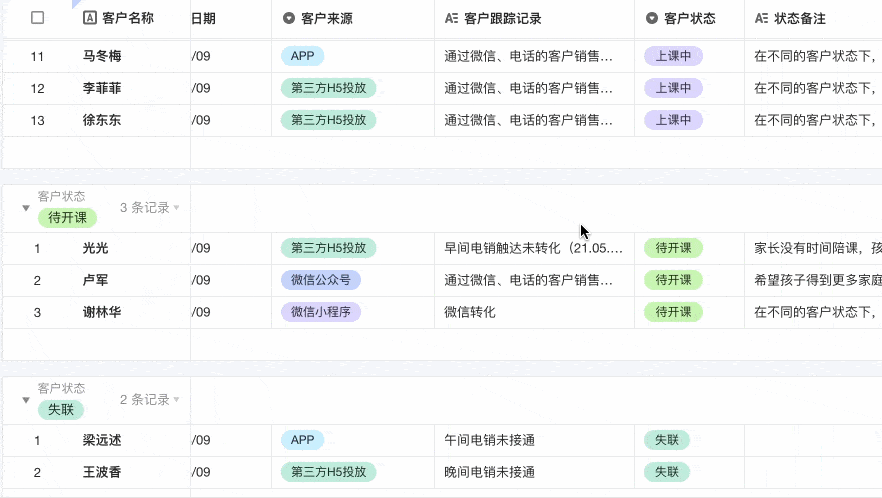 客户名称 日期 客户来源 客户跟踪记录 客户状态 状态备注
11 马冬梅 /09 APP 通过微信、电话的客户销售... 上课中 在不同的客户状态下，
12 李菲菲 /09 第三方H5投放 通过微信、电话的客户销售... 上课中 在不同的客户状态下，
13 徐东东 /09 第三方H5投放 通过微信、电话的客户销售... 上课中 在不同的客户状态下，
客户状态
待开课 3 条记录
1 光光 /09 第三方H5投放 早间电销触达未转化（21.05.... 待开课 家长没有时间陪课，孩
2 卢军 /09 微信公众号 通过微信、电话的客户销售... 待开课 希望孩子得到更多家庭
3 谢林华 /09 微信小程序 微信转化 待开课 在不同的客户状态下，
客户状态
失联 2 条记录
1 梁远述 /09 APP 午间电销未接通 失联
2 王波香 /09 第三方H5投放 晚间电销未接通 失联